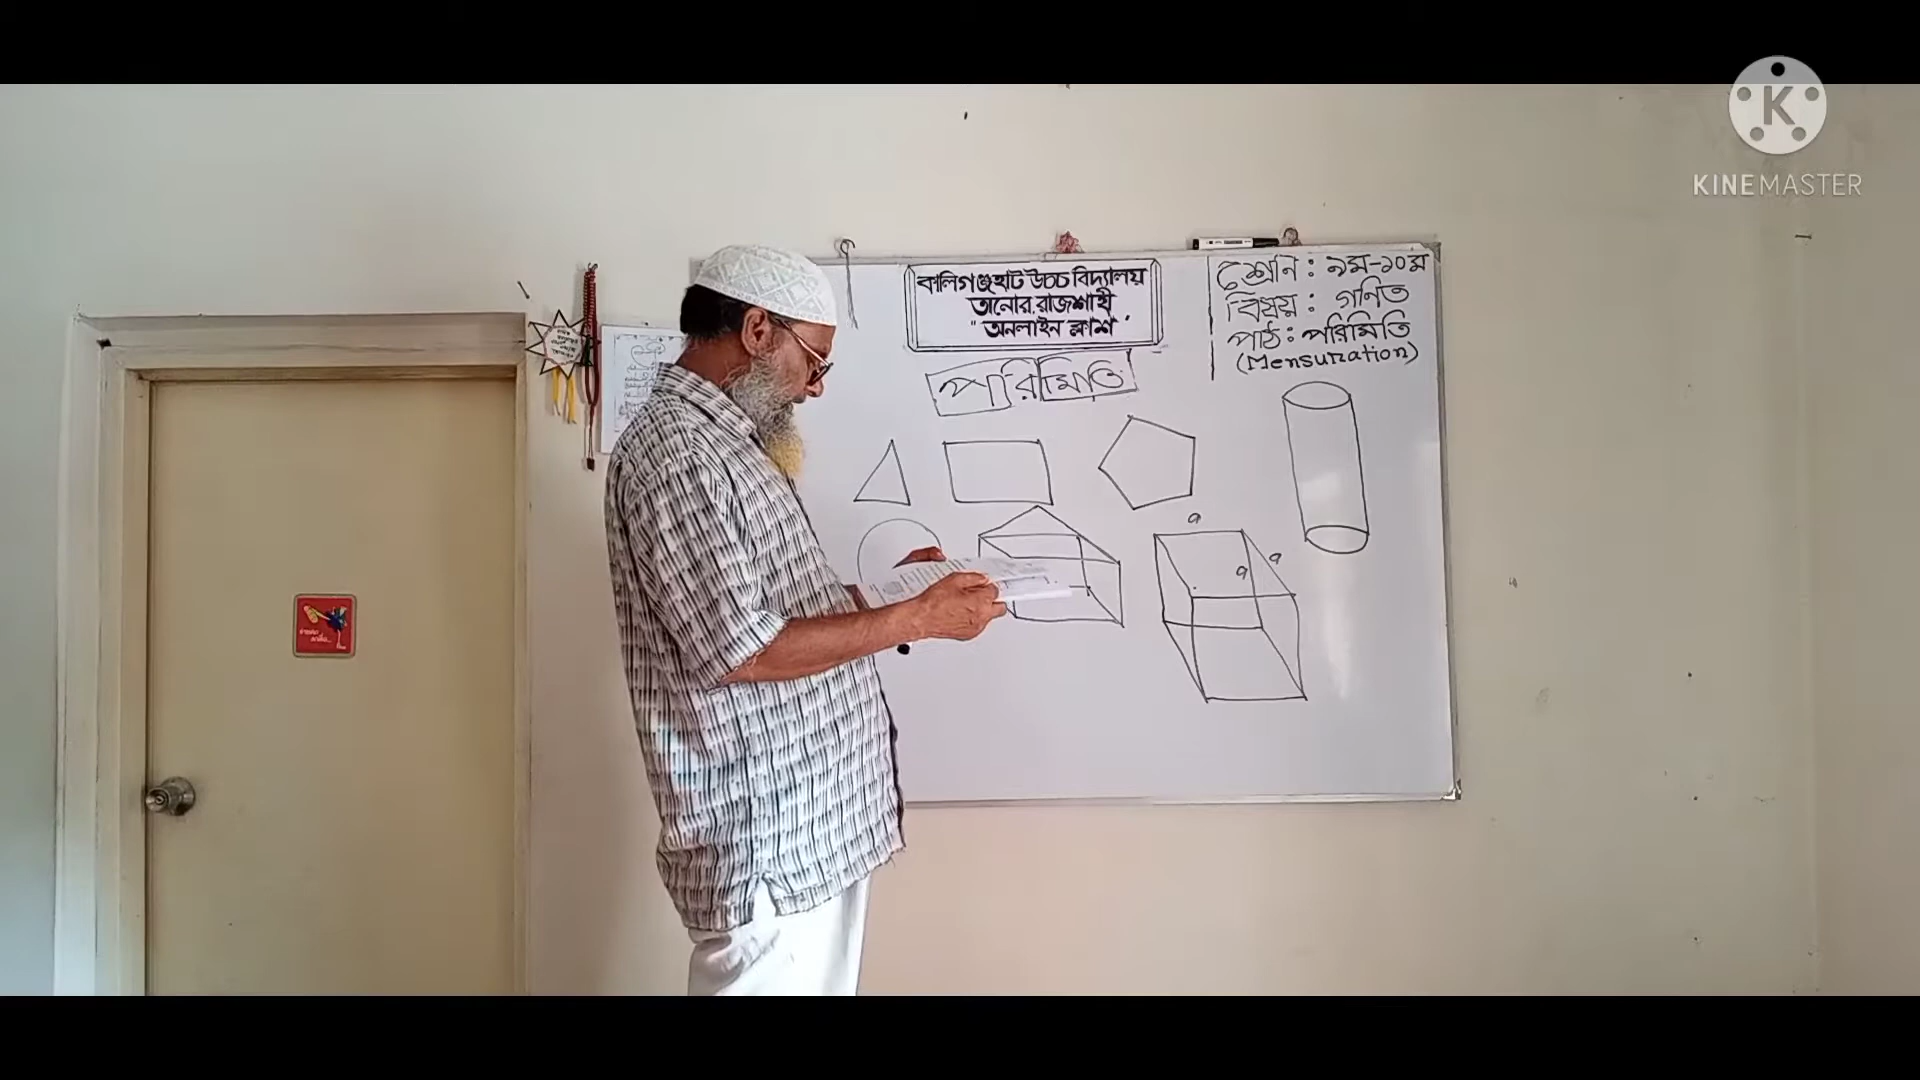 কালিগঞ্জহাট উচ্চ বিদ্যালয়
তানোর, রাজশাহী
"অনলাইন ক্লাশ"
শ্রেণি : ৯ম-১০ম
বিষয় : গণিত
পাঠ : পরিমিতি
(Mensuration)
পরিমিতি
a
a
a
KINEMASTER